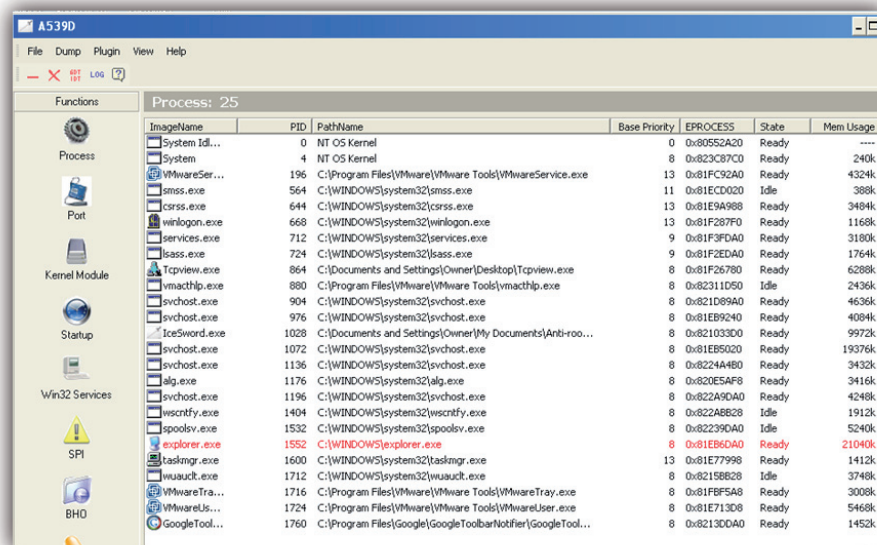 A539D
File Dump Plugin View Help
GDT IDT LOG
Functions
Process
Port
Kernel Module
Startup
Win32 Services
SPI
BHO
Process: 25
ImageName PID PathName Base Priority EPROCESS State Mem Usage
System Idl... 0 NT OS Kernel 0 0x80552A20 Ready ----
System 4 NT OS Kernel 8 0x823C87C0 Ready 240k
VMwareSer... 196 C:\Program Files\VMware\VMware Tools\VMwareService.exe 13 0x81FC92A0 Ready 4324k
smss.exe 564 C:\WINDOWS\system32\smss.exe 11 0x81ECD020 Idle 388k
csrss.exe 644 C:\WINDOWS\system32\csrss.exe 13 0x81E9A988 Ready 3484k
winlogon.exe 668 C:\WINDOWS\system32\winlogon.exe 13 0x81F287F0 Ready 1168k
services.exe 712 C:\WINDOWS\system32\services.exe 9 0x81F3FDA0 Ready 3180k
lsass.exe 724 C:\WINDOWS\system32\lsass.exe 9 0x81F2EDA0 Ready 1764k
Tcpview.exe 864 C:\Documents and Settings\Owner\Desktop\Tcpview.exe 8 0x81F26780 Ready 6288k
vmacthlp.exe 880 C:\Program Files\VMware\VMware Tools\vmacthlp.exe 8 0x82311D50 Idle 2436k
svchost.exe 904 C:\WINDOWS\system32\svchost.exe 8 0x821D89A0 Ready 4636k
svchost.exe 976 C:\WINDOWS\system32\svchost.exe 8 0x81EB9240 Ready 4084k
IceSword.exe 1028 C:\Documents and Settings\Owner\My Documents\Anti-roo... 8 0x821033D0 Ready 9972k
svchost.exe 1072 C:\WINDOWS\system32\svchost.exe 8 0x81EB5020 Ready 19376k
svchost.exe 1136 C:\WINDOWS\system32\svchost.exe 8 0x8224A4B0 Ready 3432k
alg.exe 1176 C:\WINDOWS\system32\alg.exe 8 0x820E5AF8 Ready 3416k
svchost.exe 1196 C:\WINDOWS\system32\svchost.exe 8 0x822A9DA0 Ready 4248k
wscntfy.exe 1404 C:\WINDOWS\system32\wscntfy.exe 8 0x822ABB28 Idle 1912k
spoolsv.exe 1532 C:\WINDOWS\system32\spoolsv.exe 8 0x82239DA0 Idle 5240k
explorer.exe 1552 C:\WINDOWS\explorer.exe 8 0x81EB6DA0 Ready 21040k
taskmgr.exe 1600 C:\WINDOWS\system32\taskmgr.exe 13 0x81E77998 Ready 1412k
wuauclt.exe 1712 C:\WINDOWS\system32\wuauclt.exe 8 0x8215BB28 Idle 3748k
VMwareTra... 1716 C:\Program Files\VMware\VMware Tools\VMwareTray.exe 8 0x81FBF5A8 Ready 3008k
VMwareUs... 1724 C:\Program Files\VMware\VMware Tools\VMwareUser.exe 8 0x81E713D8 Ready 5468k
GoogleTool... 1760 C:\Program Files\Google\GoogleToolbarNotifier\GoogleTool... 8 0x8213DDA0 Ready 1452k